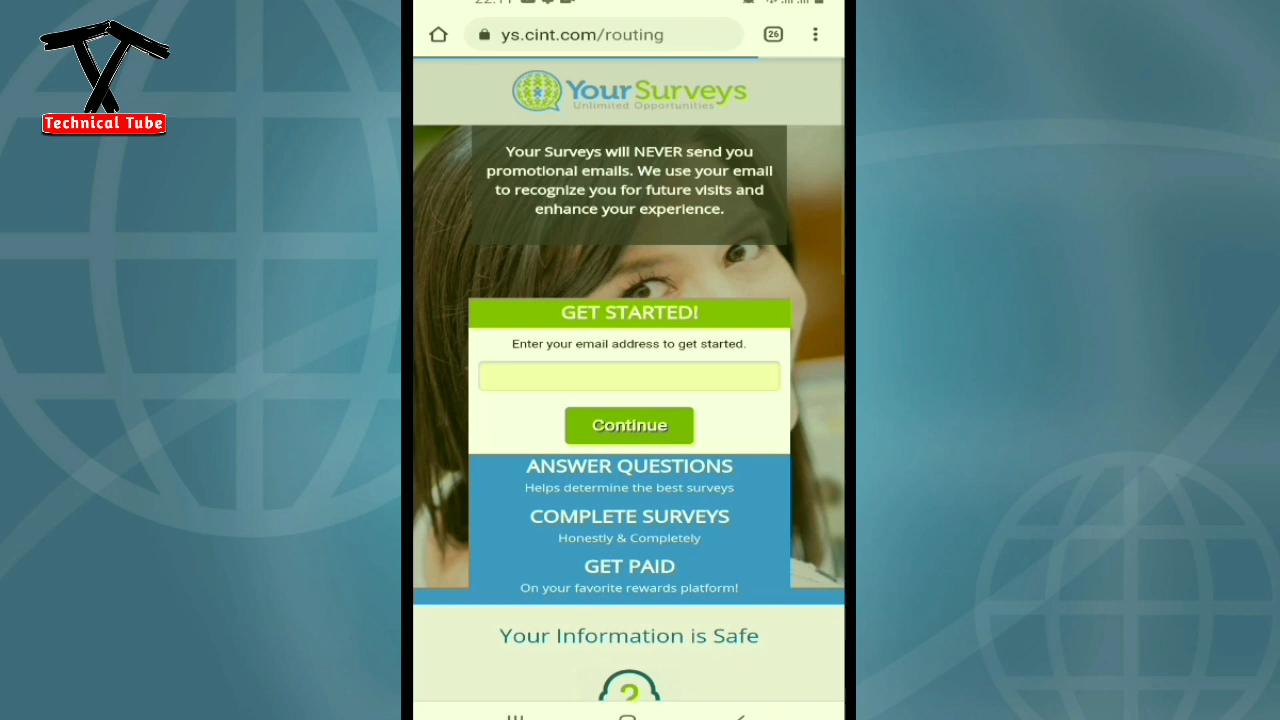 Technical Tube
ys.cint.com/routing
26
YourSurveys
Unlimited Opportunities
Your Surveys will NEVER send you
promotional emails. We use your email
to recognize you for future visits and
enhance your experience.
GET STARTED!
Enter your email address to get started.
Continue
ANSWER QUESTIONS
Helps determine the best surveys
COMPLETE SURVEYS
Honestly & Completely
GET PAID
On your favorite rewards platform!
Your Information is Safe
?